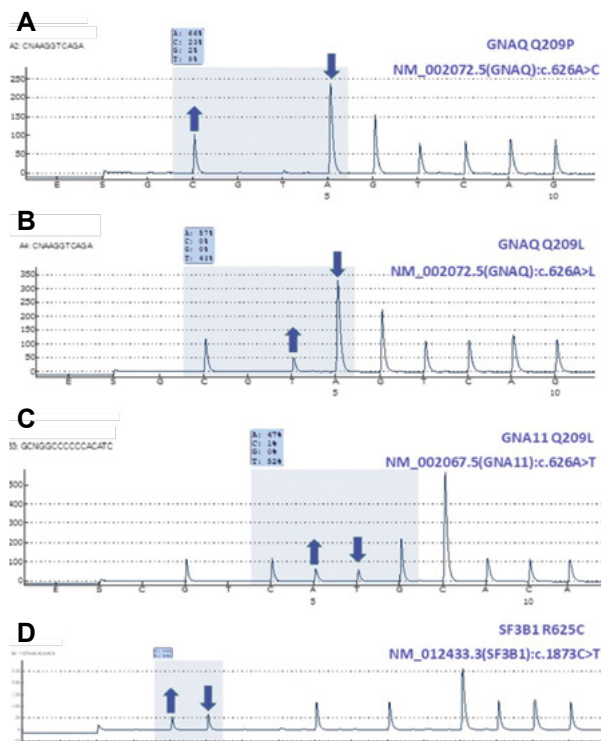 A
A2: CNAAGGTCAGA
A: 66%
C: 23%
G: 2%
T: 9%
GNAQ Q209P
NM_002072.5(GNAQ):c.626A>C
250
200
150
100
50
0
E S G C G T A G T C A G
5 10
B
A4: CNAAGGTCAGA
A: 57%
C: 0%
G: 0%
T: 43%
GNAQ Q209L
NM_002072.5(GNAQ):c.626A>L
350
300
250
200
150
100
50
0
E S G C G T A G T C A G
5 10
C
B3: GCNGGCCCCCCACATC
A: 47%
C: 1%
G: 0%
T: 52%
GNA11 Q209L
NM_002067.5(GNA11):c.626A>T
500
400
300
200
100
0
E S C G T C A T G C A C A
5 10
D
SF3B1 R625C
NM_012433.3(SF3B1):c.1873C>T